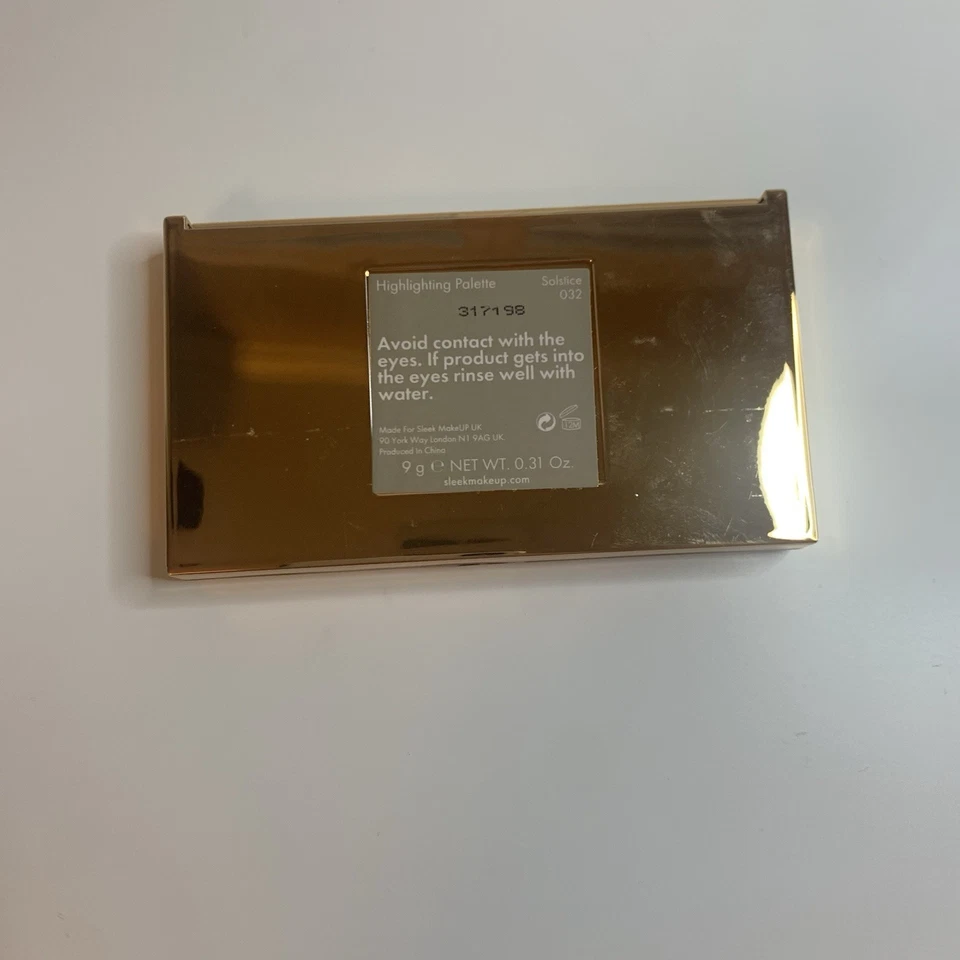 Highlighting Palette Solstice
032
317198
Avoid contact with the
eyes. If product gets into
the eyes rinse well with
water.
Made For Sleek MakeUP UK
90 York Way London N1 9AG UK
Produced In China
12M
9 g ℮ NET WT. 0.31 Oz.
sleekmakeup.com